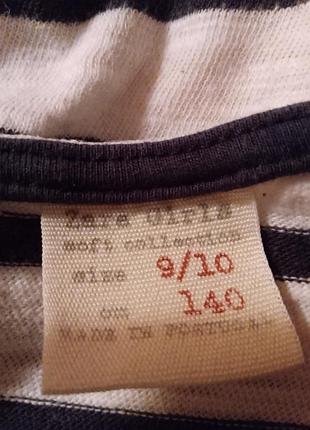 Zara Girls
soft collection
size 9/10
cm 140
MADE IN PORTUGAL